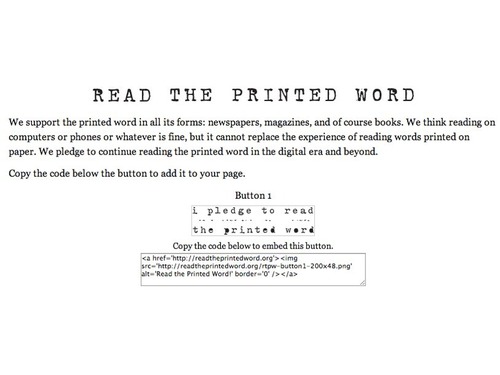 READ THE PRINTED WORD
We support the printed word in all its forms: newspapers, magazines, and of course books. We think reading on
computers or phones or whatever is fine, but it cannot replace the experience of reading words printed on
paper. We pledge to continue reading the printed word in the digital era and beyond.
Copy the code below the button to add it to your page.
Button 1
i pledge to read
the printed word
Copy the code below to embed this button.
<a href='http://readtheprintedword.org'><img
src='http://readtheprintedword.org/rtpw-button1-200x48.png'
alt='Read the Printed Word!' border='0' /></a>